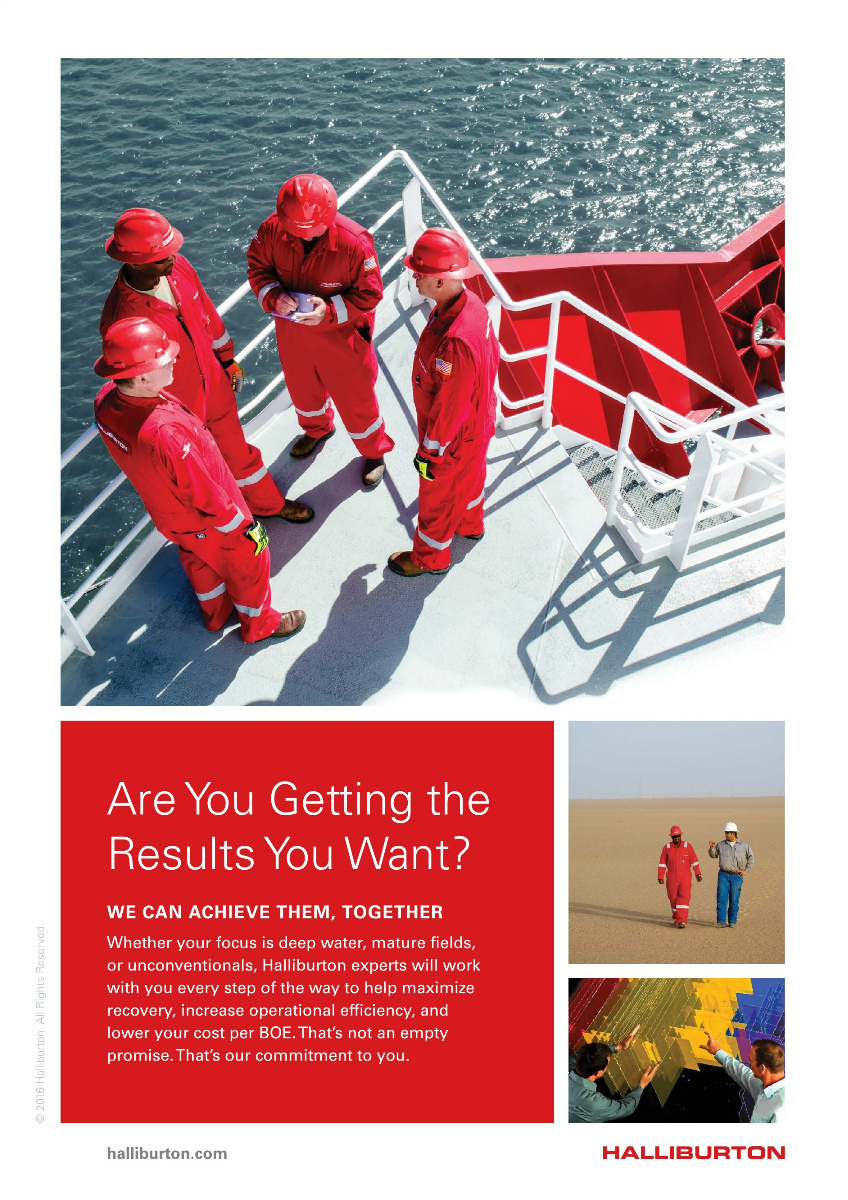 HALLIBURTON
Are You Getting the
Results You Want?
WE CAN ACHIEVE THEM, TOGETHER
Whether your focus is deep water, mature fields,
or unconventionals, Halliburton experts will work
with you every step of the way to help maximize
recovery, increase operational efficiency, and
lower your cost per BOE. That's not an empty
promise. That's our commitment to you.
© 2016 Halliburton. All Rights Reserved.
halliburton.com
HALLIBURTON